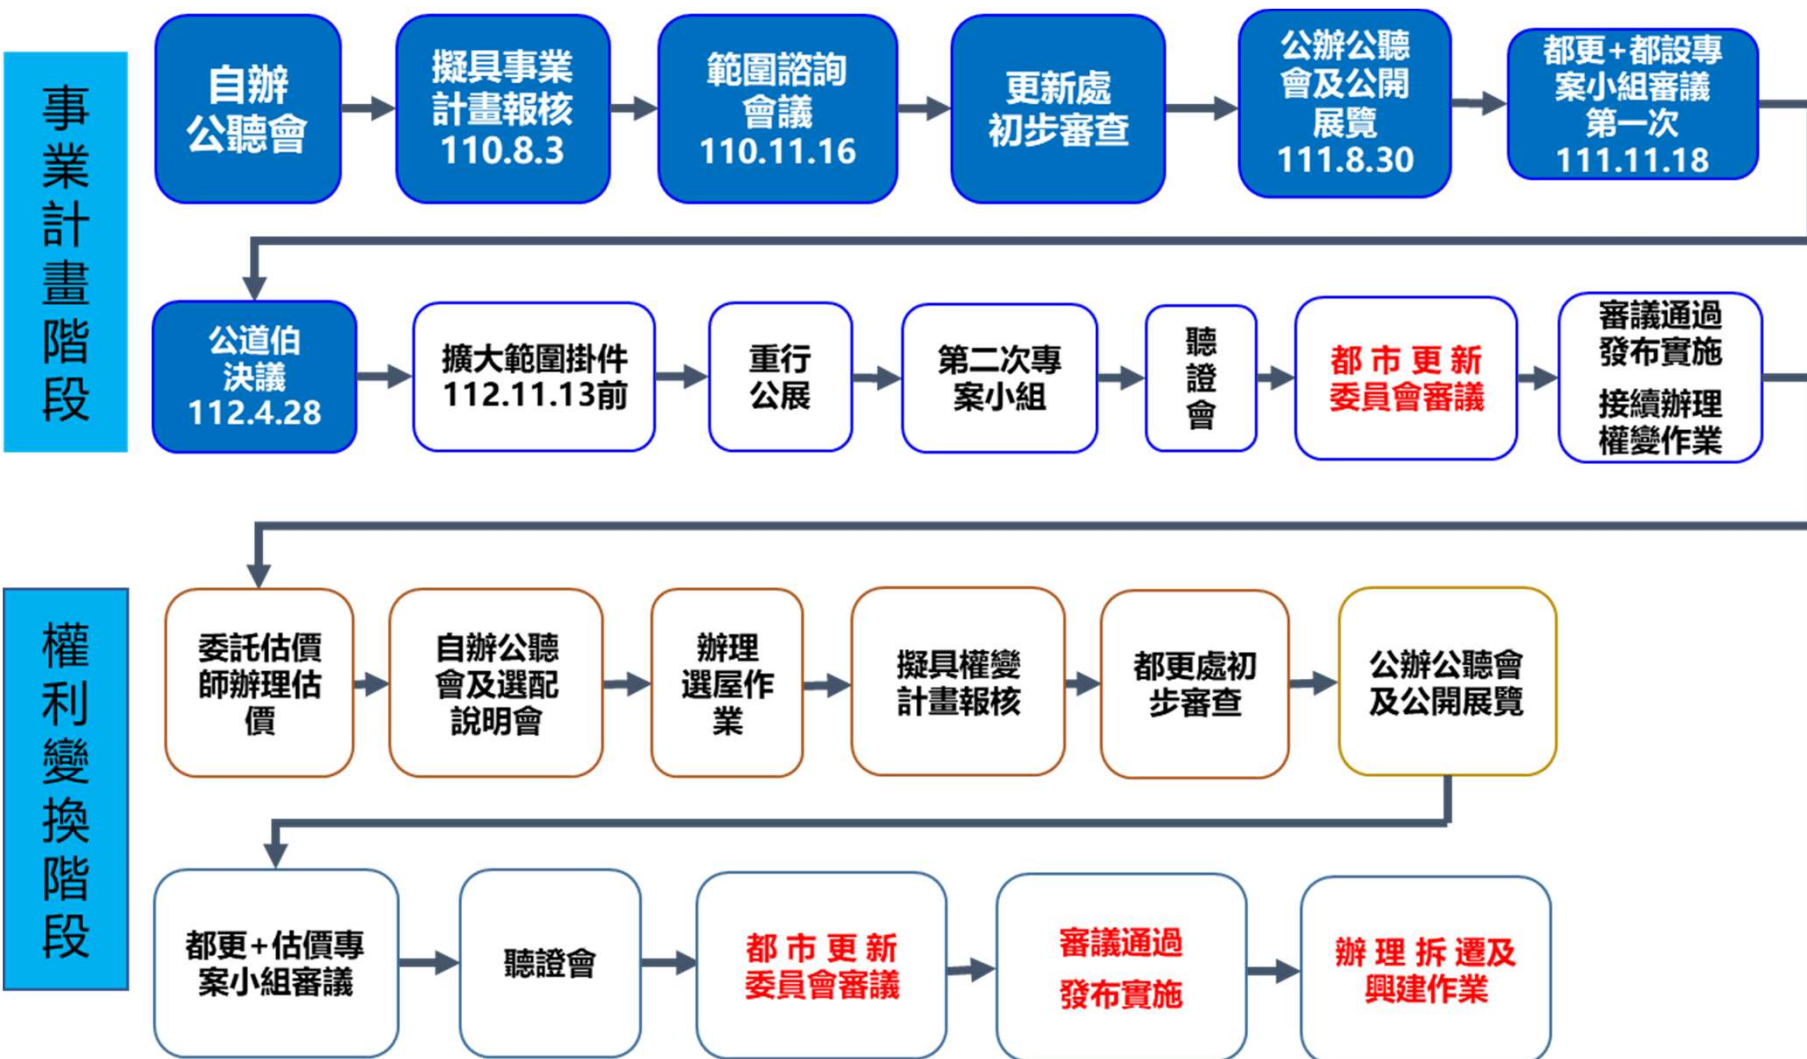 事業計畫階段
自辦
公聽會
擬具事業
計畫報核
110.8.3
範圍諮詢
會議
110.11.16
更新處
初步審查
公辦公聽
會及公開
展覽
111.8.30
都更+都設專
案小組審議
第一次
111.11.18
公道伯
決議
112.4.28
擴大範圍掛件
112.11.13前
重行
公展
第二次專
案小組
聽
證
會
都 市 更 新
委員會審議
審議通過
發布實施
接續辦理
權變作業
權利變換階段
委託估價
師辦理估
價
自辦公聽
會及選配
說明會
辦理
選屋作
業
擬具權變
計畫報核
都更處初
步審查
公辦公聽會
及公開展覽
都更+估價專
案小組審議
聽證會
都 市 更 新
委員會審議
審議通過
發布實施
辦 理 拆 遷及
興建作業